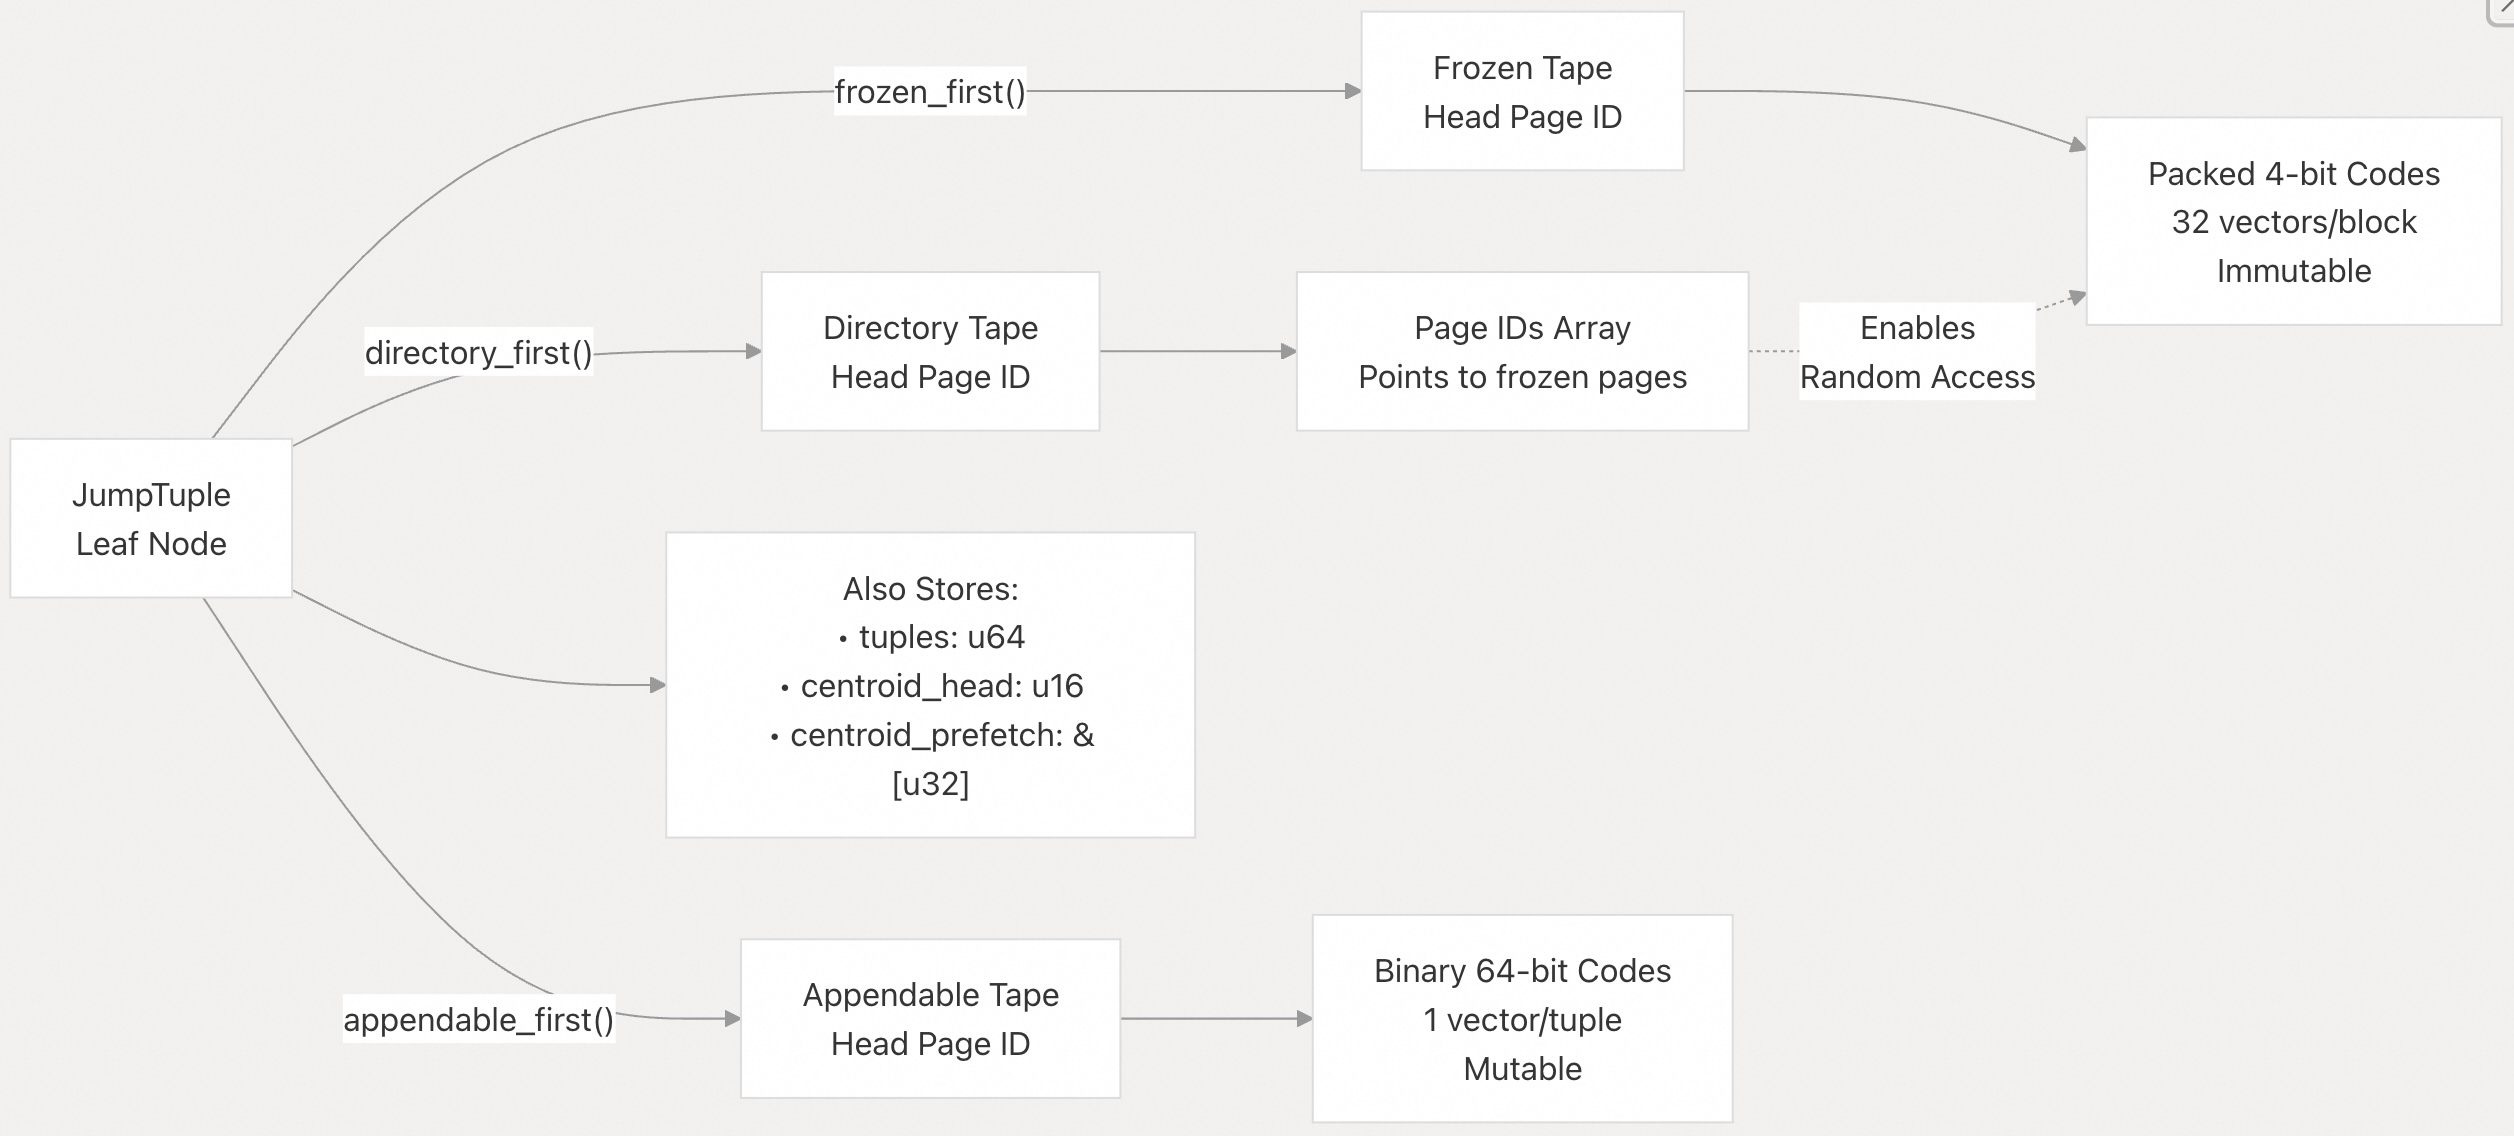 frozen_first()
Frozen Tape
Head Page ID
Packed 4-bit Codes
32 vectors/block
Immutable
directory_first()
Directory Tape
Head Page ID
Page IDs Array
Points to frozen pages
Enables
Random Access
JumpTuple
Leaf Node
Also Stores:
• tuples: u64
• centroid_head: u16
• centroid_prefetch: &
[u32]
appendable_first()
Appendable Tape
Head Page ID
Binary 64-bit Codes
1 vector/tuple
Mutable